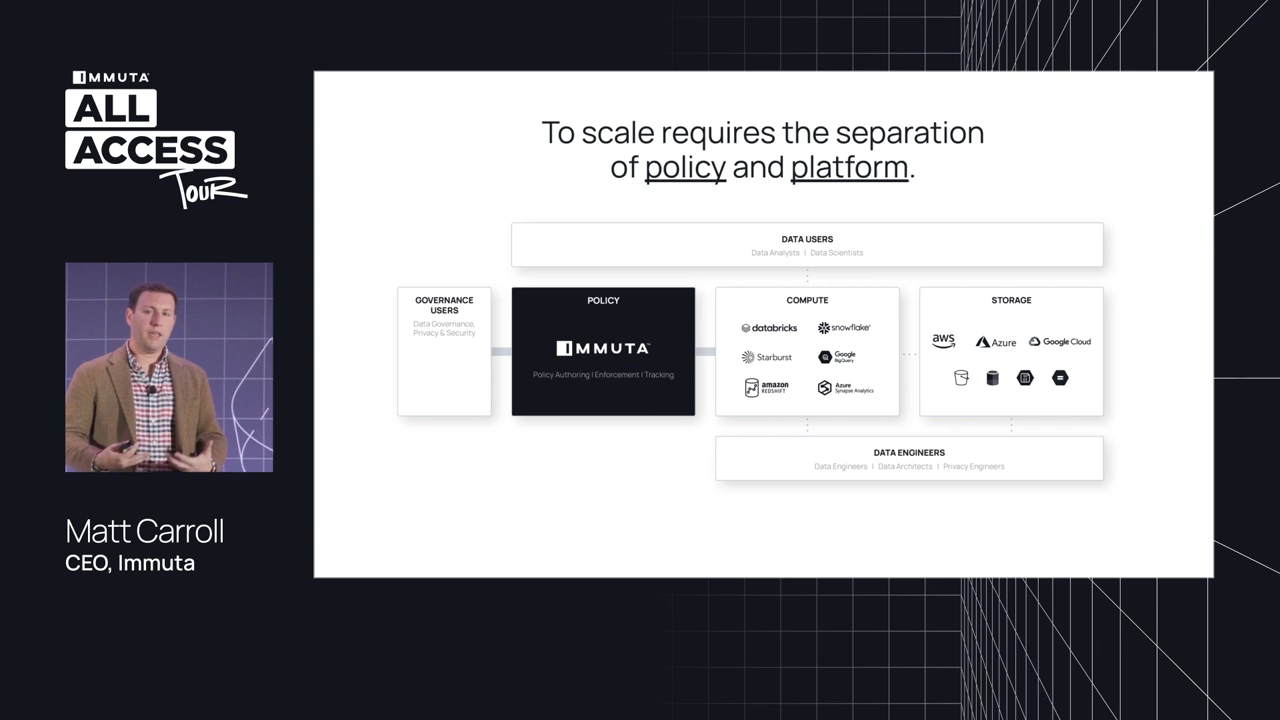 IMMUTA
ALL
ACCESS
TOUR
Matt Carroll
CEO, Immuta
To scale requires the separation
of policy and platform.
DATA USERS
Data Analysts | Data Scientists
GOVERNANCE
USERS
Data Governance,
Privacy & Security
POLICY
IMMUTA
Policy Authoring | Enforcement | Tracking
COMPUTE
databricks
snowflake
Starburst
Google
BigQuery
amazon
REDSHIFT
Azure
Synapse Analytics
STORAGE
aws
Azure
Google Cloud
DATA ENGINEERS
Data Engineers | Data Architects | Privacy Engineers